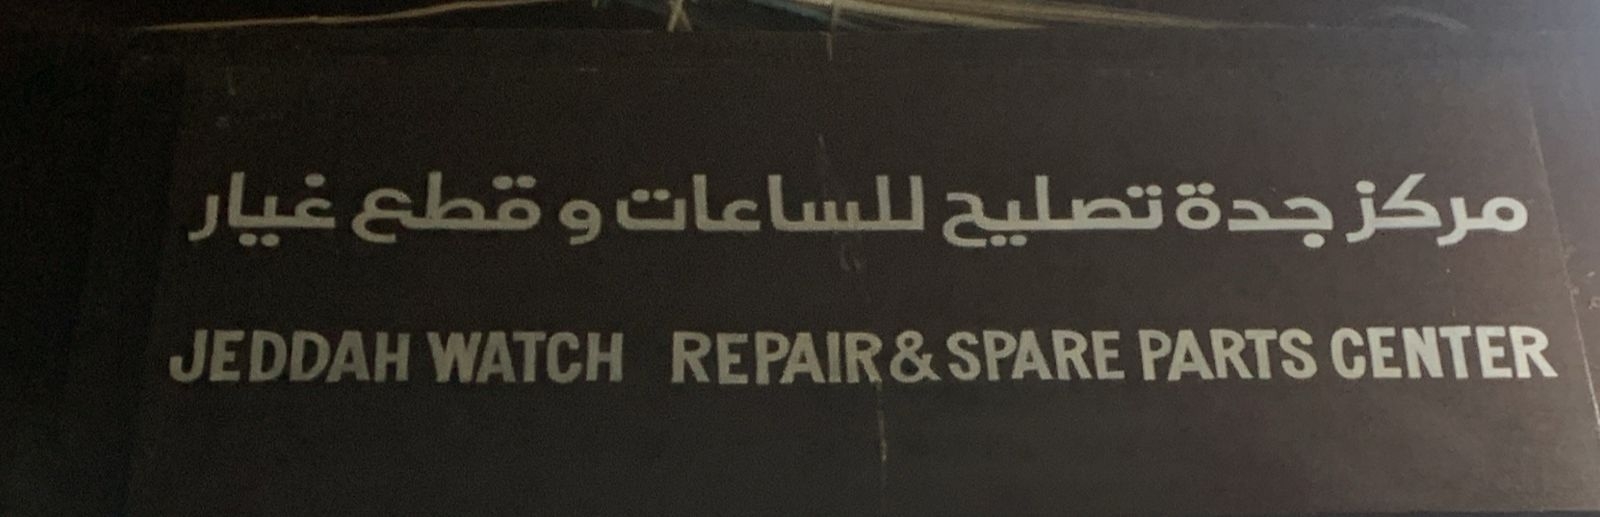 مركز جدة تصليح للساعات و قطع غيار
JEDDAH WATCH REPAIR & SPARE PARTS CENTER